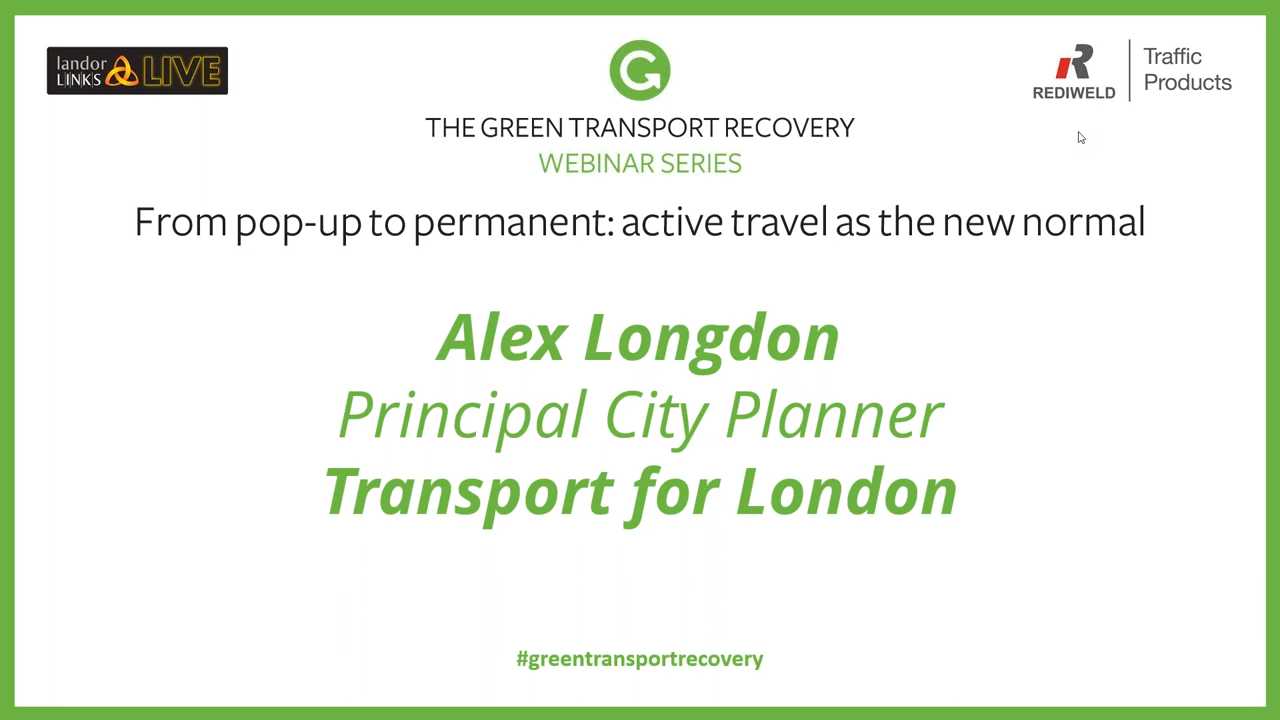 landor
LINKS LIVE
G
REDIWELD
Traffic
Products
THE GREEN TRANSPORT RECOVERY
WEBINAR SERIES
From pop-up to permanent: active travel as the new normal
Alex Longdon
Principal City Planner
Transport for London
#greentransportrecovery